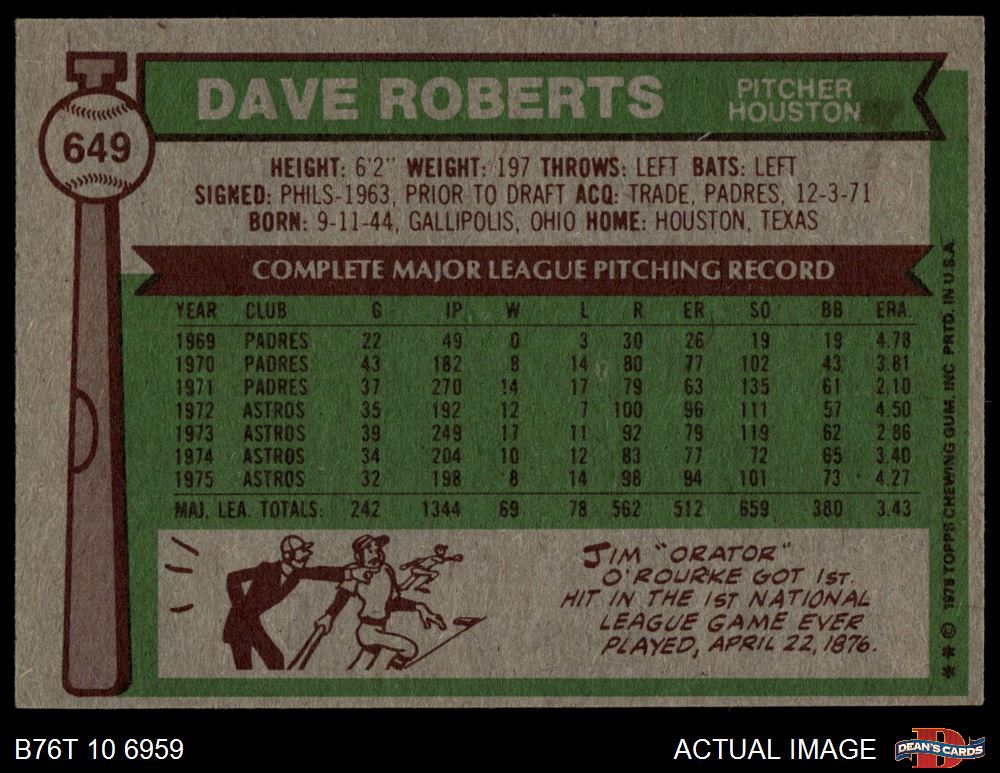 DAVE ROBERTS
PITCHER
HOUSTON
649
HEIGHT: 6'2" WEIGHT: 197 THROWS: LEFT BATS: LEFT
SIGNED: PHILS-1963, PRIOR TO DRAFT ACQ: TRADE, PADRES, 12-3-71
BORN: 9-11-44, GALLIPOLIS, OHIO HOME: HOUSTON, TEXAS
COMPLETE MAJOR LEAGUE PITCHING RECORD
YEAR CLUB G IP W L R ER SO BB ERA
1969 PADRES 22 49 0 3 30 26 19 19 4.78
1970 PADRES 43 182 8 14 80 77 102 43 3.81
1971 PADRES 37 270 14 17 79 63 135 61 2.10
1972 ASTROS 35 192 12 7 100 96 111 57 4.50
1973 ASTROS 39 249 17 11 92 79 119 62 2.86
1974 ASTROS 34 204 10 12 83 77 72 65 3.40
1975 ASTROS 32 198 8 14 98 94 101 73 4.27
MAJ. LEA. TOTALS: 242 1344 69 78 562 512 659 380 3.43
JIM "ORATOR"
O'ROURKE GOT 1ST.
HIT IN THE 1ST NATIONAL
LEAGUE GAME EVER
PLAYED, APRIL 22, 1876.
* * © 1976 TOPPS CHEWING GUM, INC PRTD. IN U.S.A.
B76T 10 6959
ACTUAL IMAGE
DEAN'S CARDS